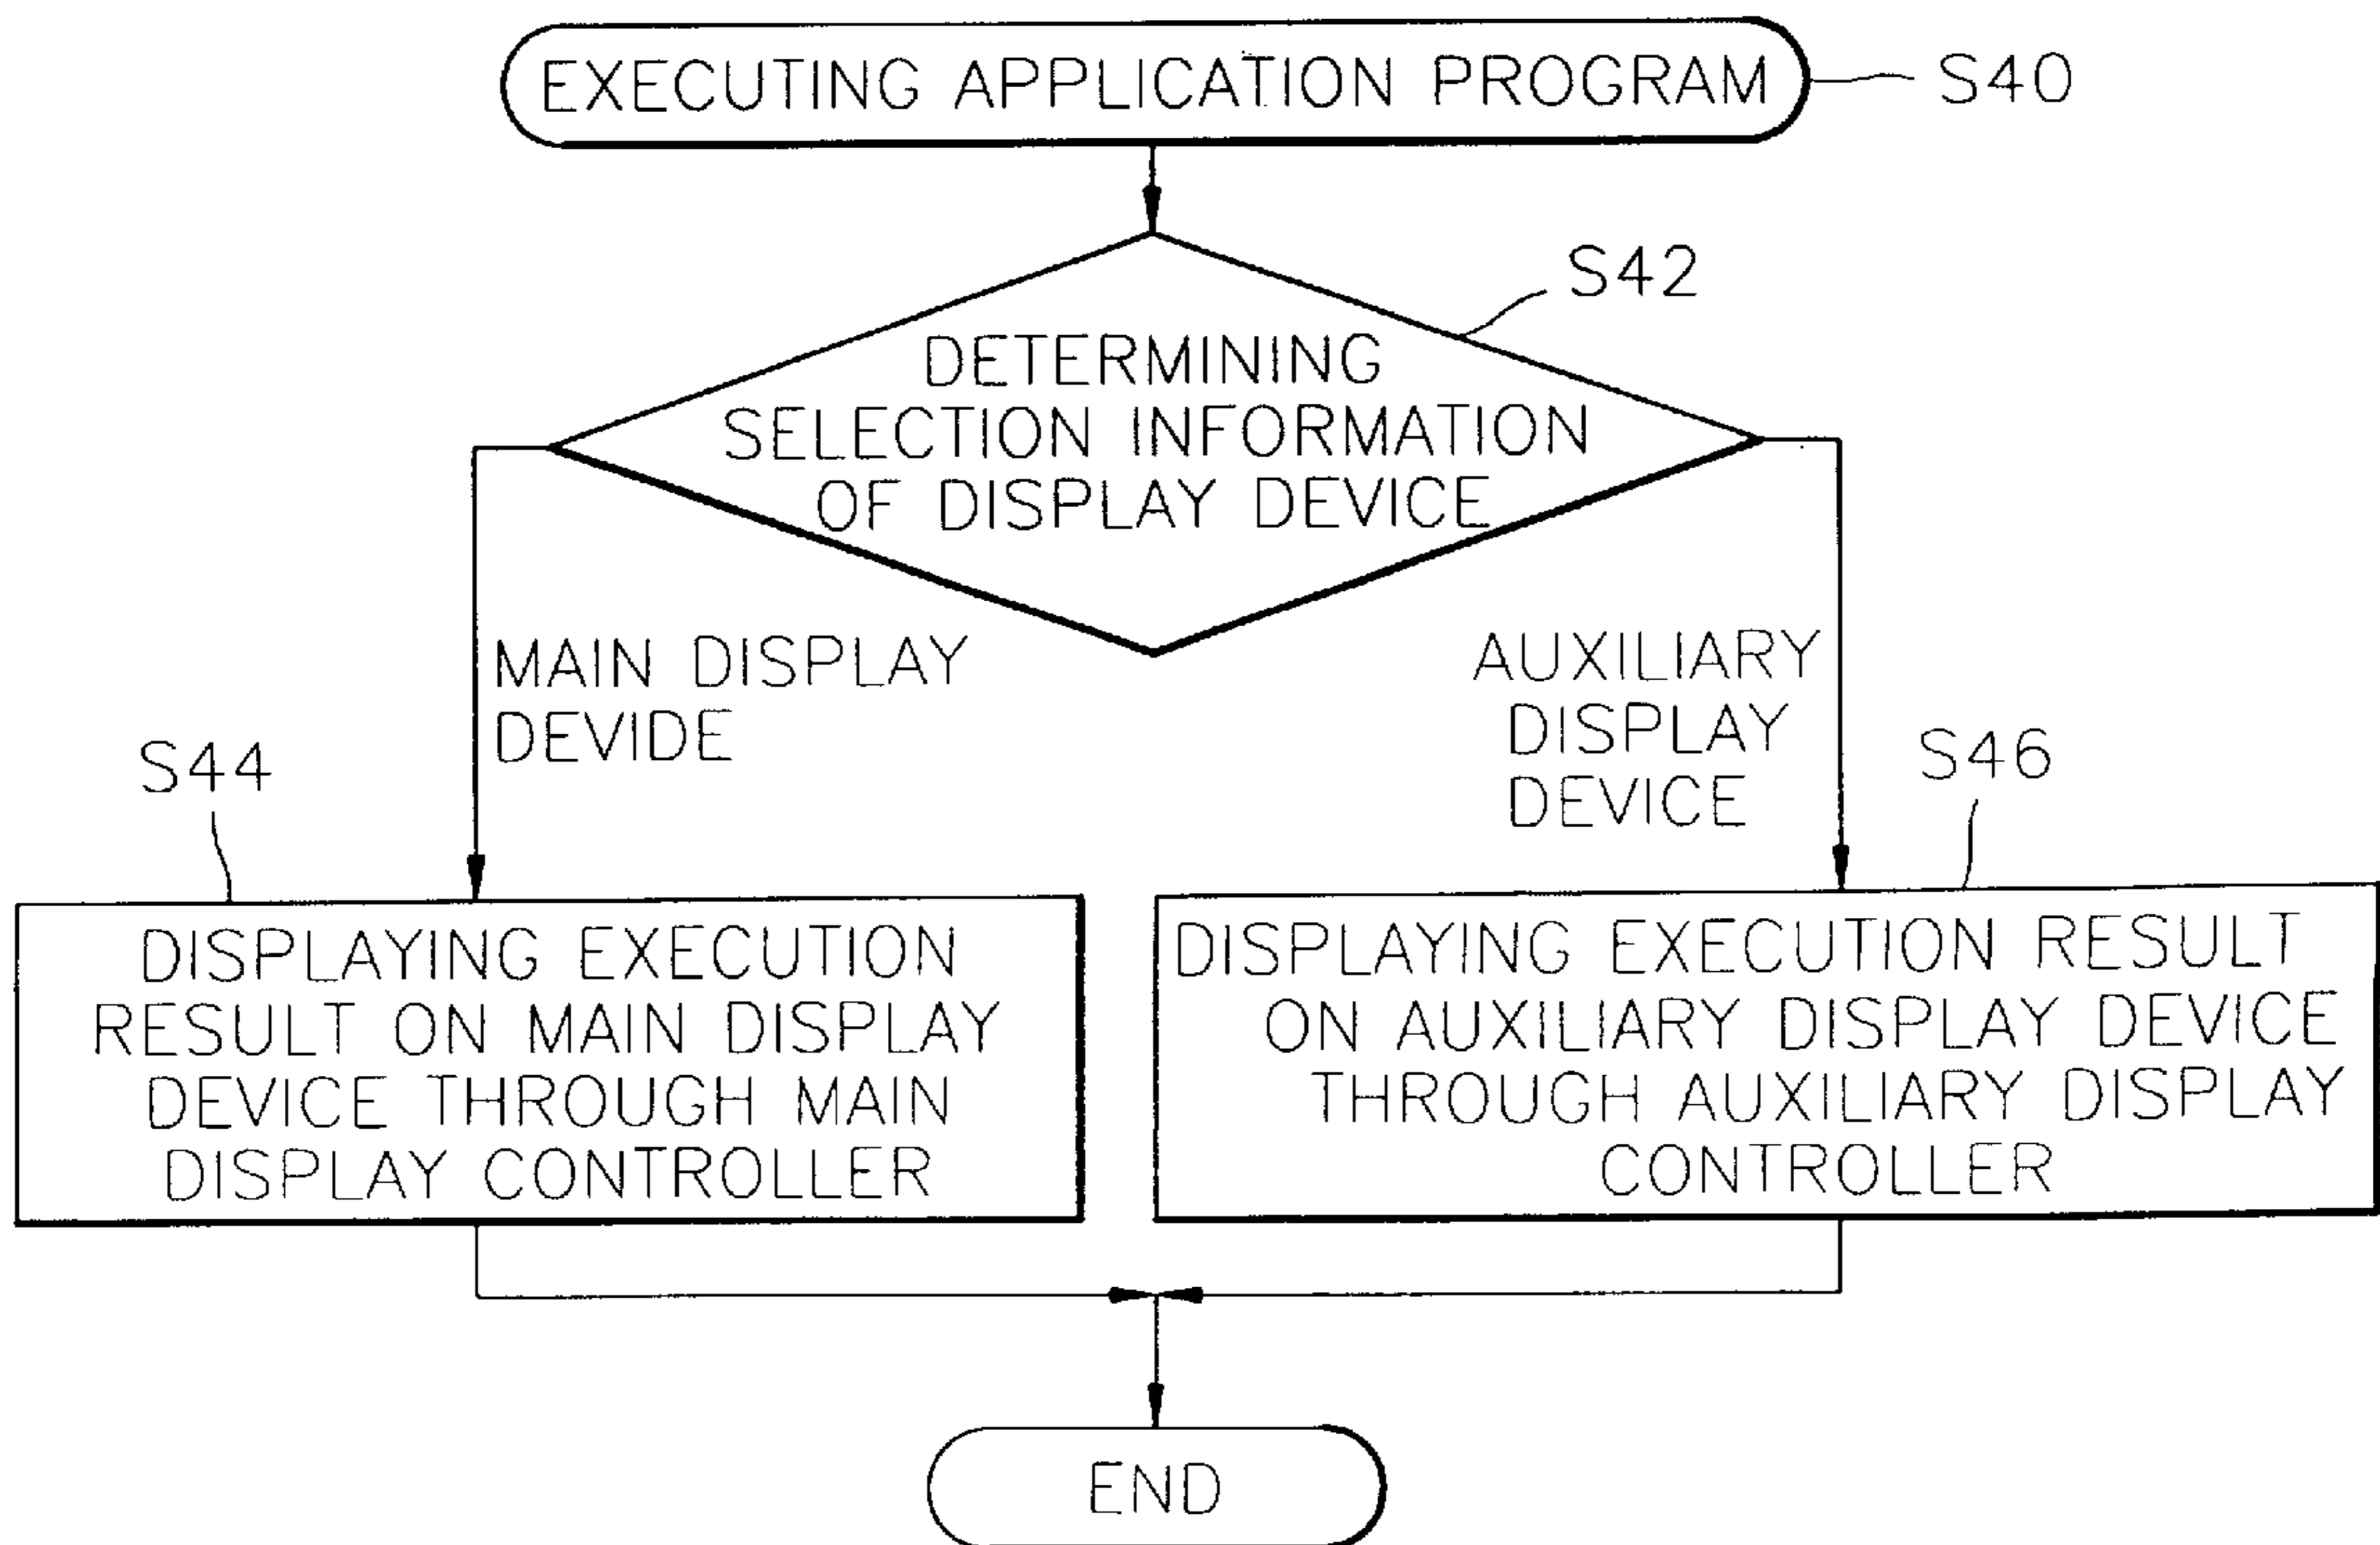 EXECUTING APPLICATION PROGRAM
S40
S42
DETERMINING
SELECTION INFORMATION
OF DISPLAY DEVICE
MAIN DISPLAY
DEVIDE
AUXILIARY
DISPLAY
DEVICE
S44
S46
DISPLAYING EXECUTION
RESULT ON MAIN DISPLAY
DEVICE THROUGH MAIN
DISPLAY CONTROLLER
DISPLAYING EXECUTION RESULT
ON AUXILIARY DISPLAY DEVICE
THROUGH AUXILIARY DISPLAY
CONTROLLER
END